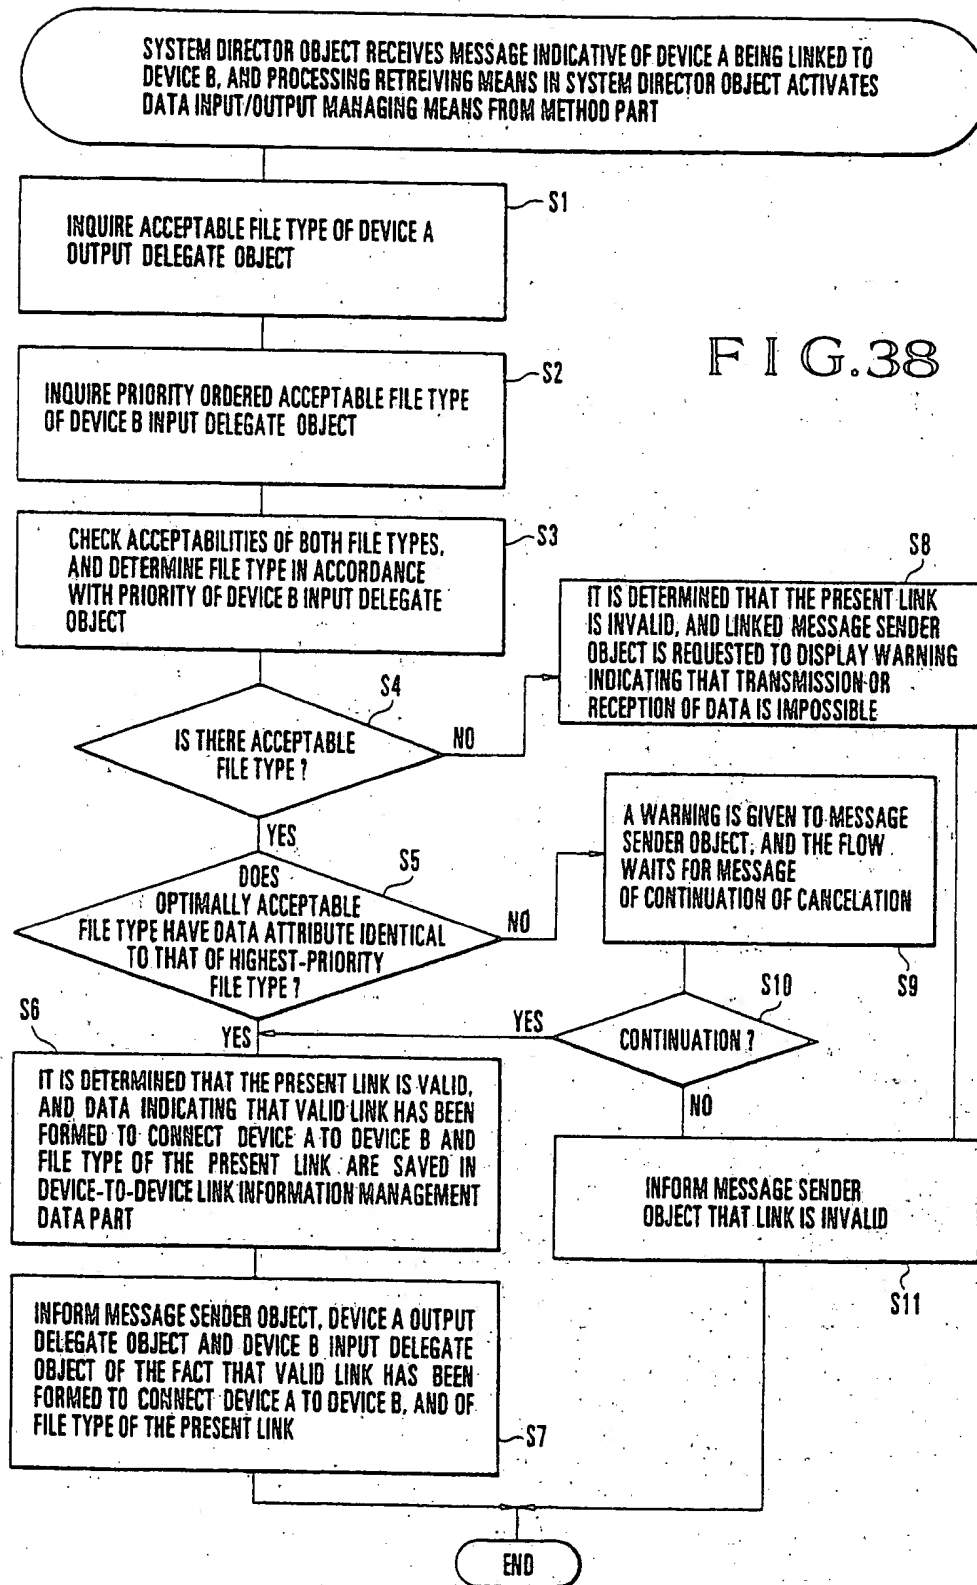 SYSTEM DIRECTOR OBJECT RECEIVES MESSAGE INDICATIVE OF DEVICE A BEING LINKED TO
DEVICE B, AND PROCESSING RETREIVING MEANS IN SYSTEM DIRECTOR OBJECT ACTIVATES
DATA INPUT/OUTPUT MANAGING MEANS FROM METHOD PART
S1
INQUIRE ACCEPTABLE FILE TYPE OF DEVICE A
OUTPUT DELEGATE OBJECT
FIG.38
S2
INQUIRE PRIORITY ORDERED ACCEPTABLE FILE TYPE
OF DEVICE B INPUT DELEGATE OBJECT
S3
CHECK ACCEPTABILITIES OF BOTH FILE TYPES,
AND DETERMINE FILE TYPE IN ACCORDANCE
WITH PRIORITY OF DEVICE B INPUT DELEGATE
OBJECT
S8
IT IS DETERMINED THAT THE PRESENT LINK
IS INVALID, AND LINKED MESSAGE SENDER
OBJECT IS REQUESTED TO DISPLAY WARNING
INDICATING THAT TRANSMISSION OR
RECEPTION OF DATA IS IMPOSSIBLE
S4
IS THERE ACCEPTABLE
FILE TYPE ?
NO
YES
S5
DOES
OPTIMALLY ACCEPTABLE
FILE TYPE HAVE DATA ATTRIBUTE IDENTICAL
TO THAT OF HIGHEST-PRIORITY
FILE TYPE ?
NO
YES
A WARNING IS GIVEN TO MESSAGE
SENDER OBJECT, AND THE FLOW
WAITS FOR MESSAGE
OF CONTINUATION OF CANCELATION
S9
S10
CONTINUATION ?
YES
NO
S6
IT IS DETERMINED THAT THE PRESENT LINK IS VALID,
AND DATA INDICATING THAT VALID LINK HAS BEEN
FORMED TO CONNECT DEVICE A TO DEVICE B AND
FILE TYPE OF THE PRESENT LINK ARE SAVED IN
DEVICE-TO-DEVICE LINK INFORMATION MANAGEMENT
DATA PART
INFORM MESSAGE SENDER
OBJECT THAT LINK IS INVALID
S11
INFORM MESSAGE SENDER OBJECT, DEVICE A OUTPUT
DELEGATE OBJECT AND DEVICE B INPUT DELEGATE
OBJECT OF THE FACT THAT VALID LINK HAS BEEN
FORMED TO CONNECT DEVICE A TO DEVICE B, AND OF
FILE TYPE OF THE PRESENT LINK
S7
END